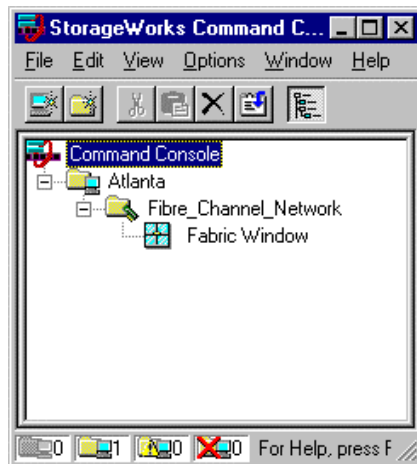 StorageWorks Command C...
File Edit View Options Window Help
Command Console
Atlanta
Fibre_Channel_Network
Fabric Window
0 1 0 0 For Help, press F